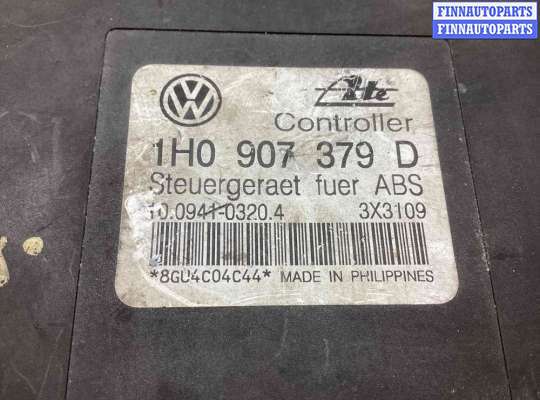 FINNAUTOPARTS
FINNAUTOPARTS
VW Ate
Controller
1H0 907 379 D
Steuergeraet fuer ABS
10.0941-0320.4 3X3109
*8GU4C04C44* MADE IN PHILIPPINES